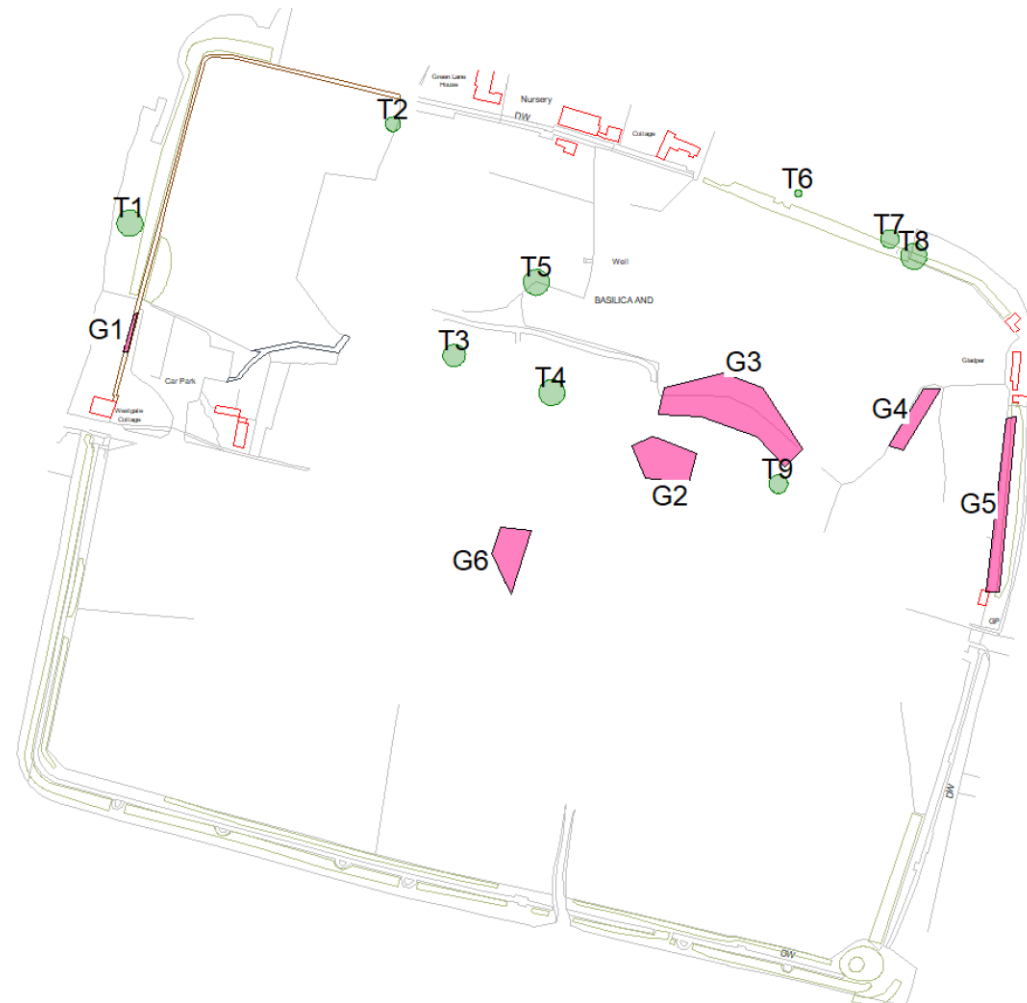 Green Lane
House
Nursery
DW
Cottage
T2
T6
T1
T7
T8
T5
Well
BASILICA AND
G1
T3
G3
Gladper
Car Park
T4
G4
Westgate
Cottage
T9
G2
G5
G6
GP
DW
DW